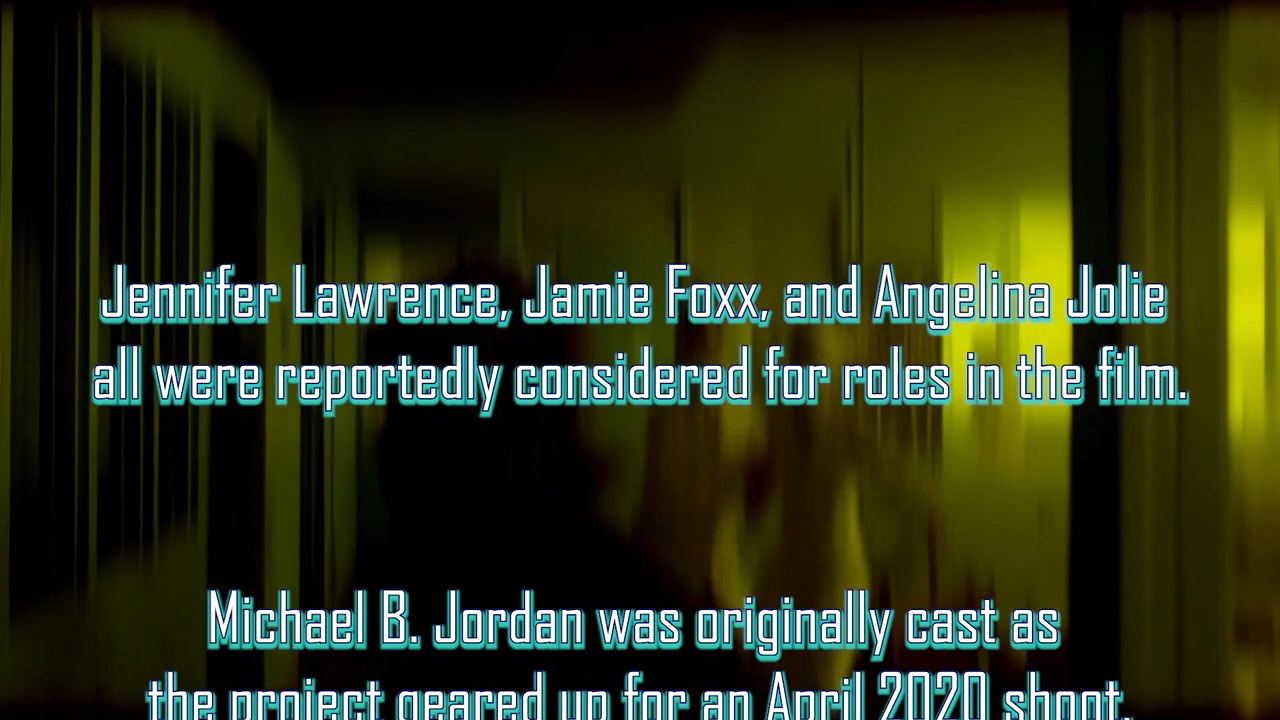 Jennifer Lawrence, Jamie Foxx, and Angelina Jolie
all were reportedly considered for roles in the film.
Michael B. Jordan was originally cast as
the project geared up for an April 2020 shoot.